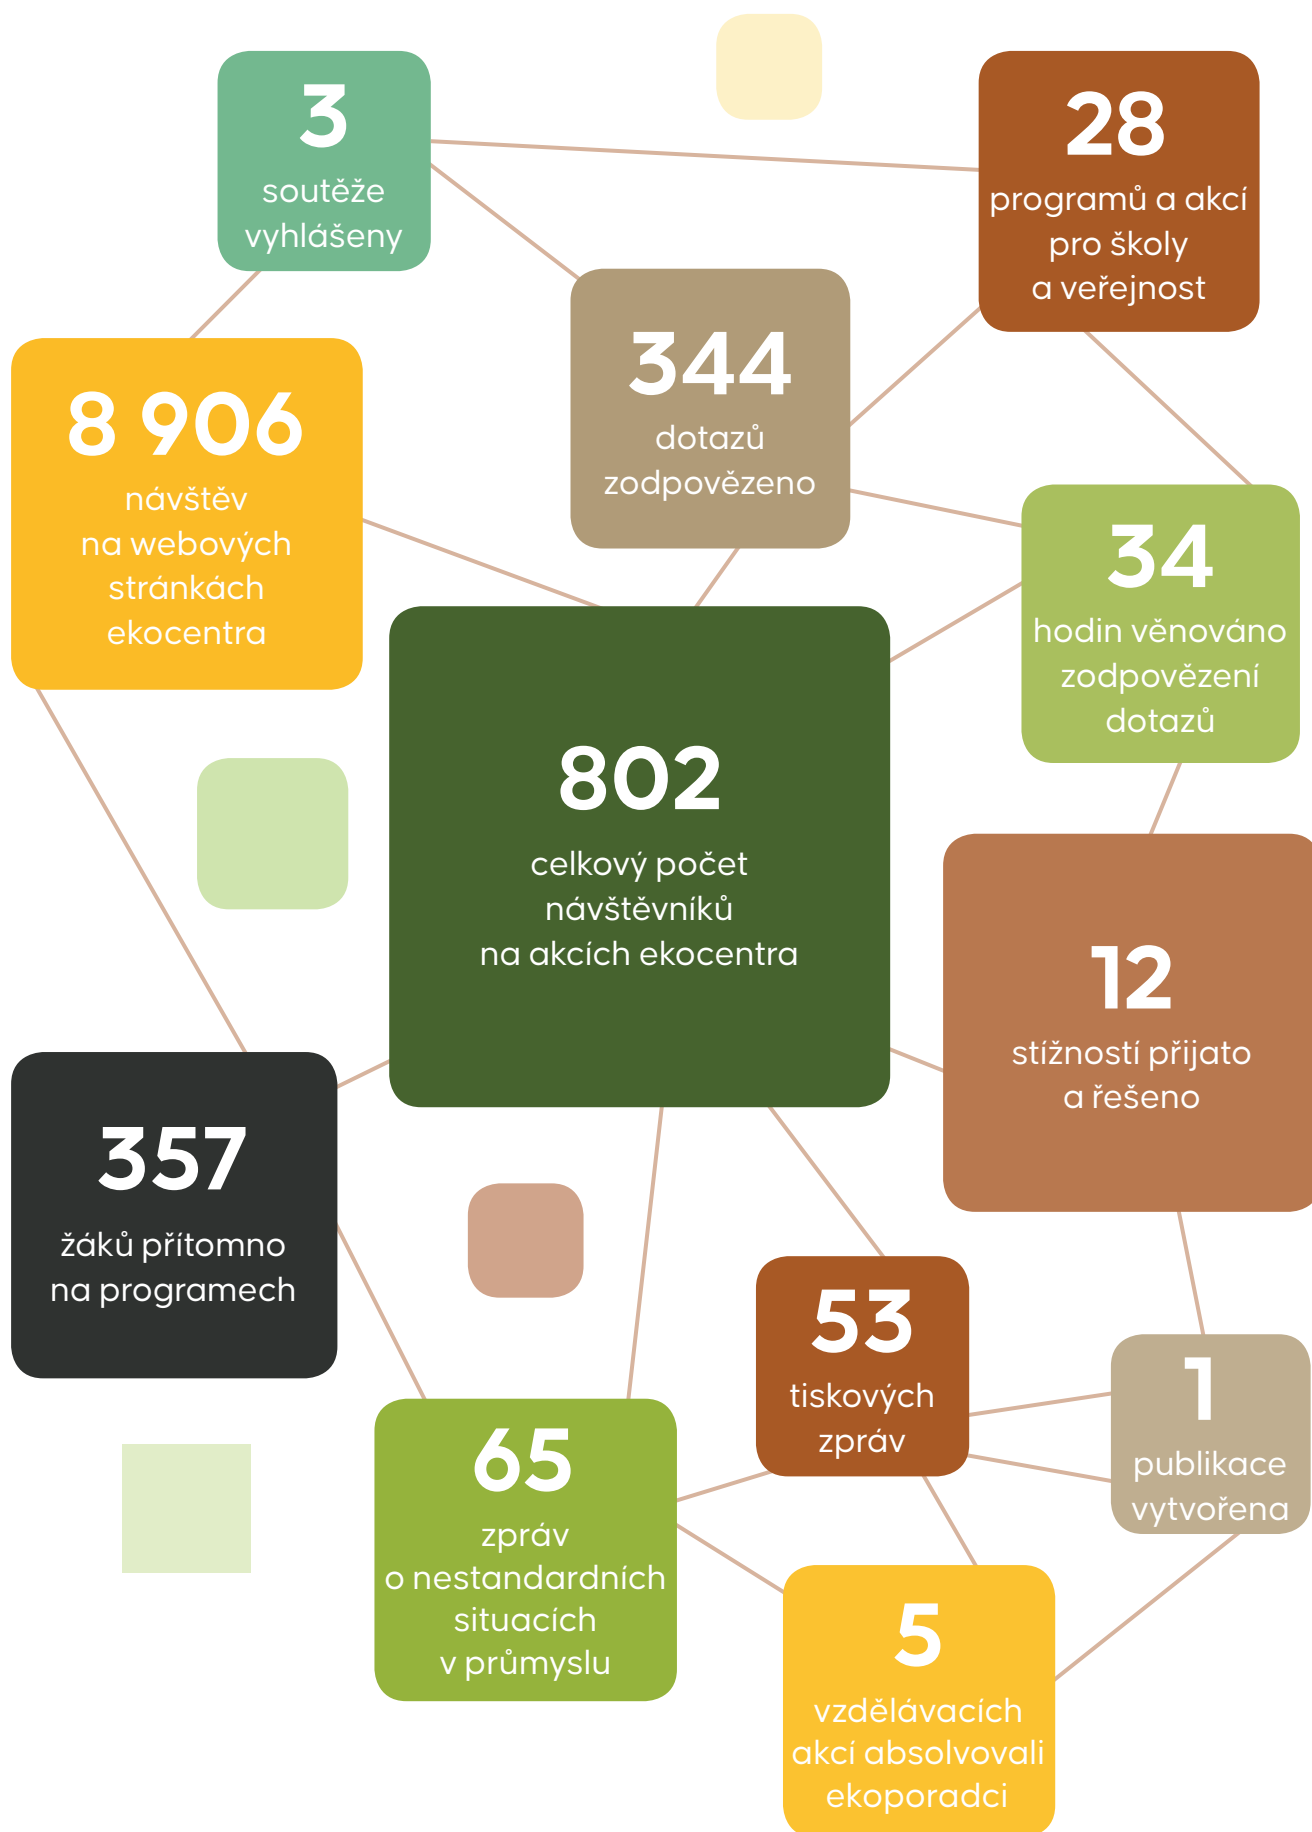 3
soutěže
vyhlášeny
28
programů a akcí
pro školy
a veřejnost
344
dotazů
zodpovězeno
8 906
návštěv
na webových
stránkách
ekocentra
34
hodin věnováno
zodpovězení
dotazů
802
celkový počet
návštěvníků
na akcích ekocentra
12
stížností přijato
a řešeno
357
žáků přítomno
na programech
53
tiskových
zpráv
1
publikace
vytvořena
65
zpráv
o nestandardních
situacích
v průmyslu
5
vzdělávacích
akcí absolvovali
ekoporadci